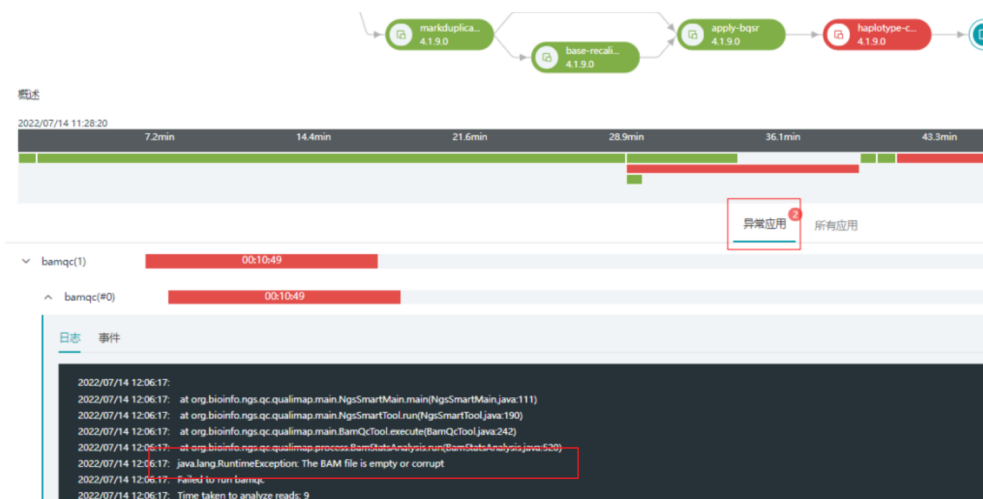 markduplica...
4.1.9.0
base-recali...
4.1.9.0
apply-bqsr
4.1.9.0
haplotype-c...
4.1.9.0
概述
2022/07/14 11:28:20
7.2min 14.4min 21.6min 28.9min 36.1min 43.3min
异常应用 2 所有应用
bamqc(1) 00:10:49
bamqc(#0) 00:10:49
日志 事件
2022/07/14 12:06:17:
2022/07/14 12:06:17: at org.bioinfo.ngs.qc.qualimap.main.NgsSmartMain.main(NgsSmartMain.java:111)
2022/07/14 12:06:17: at org.bioinfo.ngs.qc.qualimap.main.NgsSmartTool.run(NgsSmartTool.java:190)
2022/07/14 12:06:17: at org.bioinfo.ngs.qc.qualimap.main.BamQcTool.execute(BamQcTool.java:242)
2022/07/14 12:06:17: at org.bioinfo.ngs.qc.qualimap.process.BamStatsAnalysis.run(BamStatsAnalysis.java:520)
2022/07/14 12:06:17: java.lang.RuntimeException: The BAM file is empty or corrupt
2022/07/14 12:06:17: Failed to run bamqc
2022/07/14 12:06:17: Time taken to analyze reads: 9